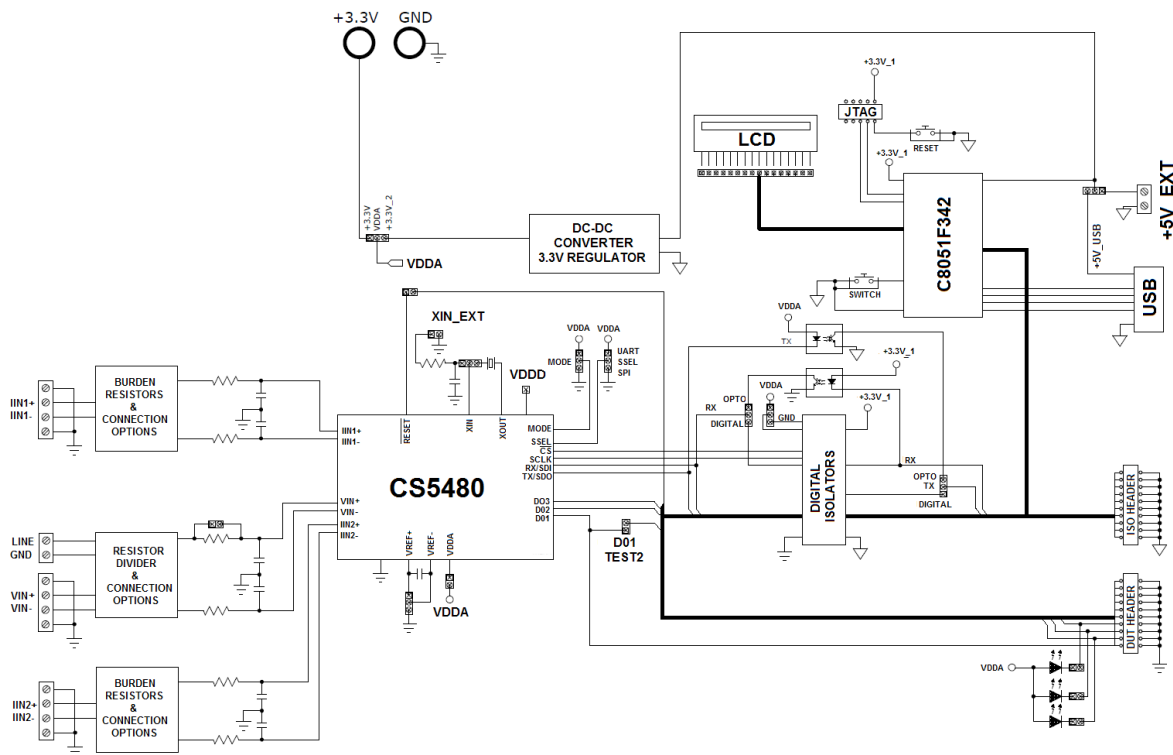 +3.3V
GND
+3.3V_1
JTAG
RESET
LCD
+3.3V_1
+5V_EXT
+3.3V
VDDA
+3.3V_2
DC-DC
CONVERTER
3.3V REGULATOR
C8051F342
+5V_USB
VDDA
SWITCH
USB
XIN_EXT
VDDA
VDDA
VDDA
TX
MODE
UART
SSEL
SPI
+3.3V_1
BURDEN
RESISTORS
&
CONNECTION
OPTIONS
VDDD
VDDA
IIN1+
IIN1-
OPTO
+3.3V_1
RX
GND
DIGITAL
IIN1+
IIN1-
RESET
XIN
XOUT
MODE
SSEL
CS
SCLK
RX/SDI
TX/SDO
RX
CS5480
DIGITAL
ISOLATORS
OPTO
TX
DIGITAL
ISO HEADER
VIN+
VIN-
IIN2+
IIN2-
DO3
DO2
D01
LINE
GND
RESISTOR
DIVIDER
&
CONNECTION
OPTIONS
VREF+
VREF-
VDDA
D01
TEST2
VIN+
VIN-
VDDA
DUT HEADER
VDDA
BURDEN
RESISTORS
&
CONNECTION
OPTIONS
IIN2+
IIN2-